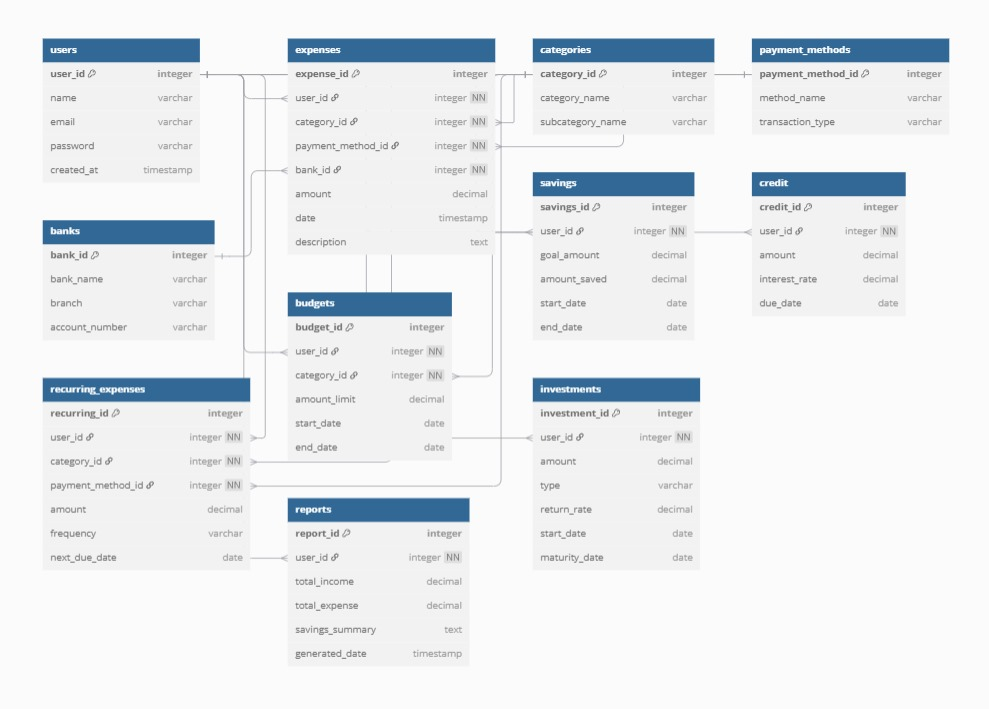 users
user_id integer
name varchar
email varchar
password varchar
created_at timestamp
expenses
expense_id integer
user_id integer NN
category_id integer NN
payment_method_id integer NN
bank_id integer NN
amount decimal
date timestamp
description text
categories
category_id integer
category_name varchar
subcategory_name varchar
payment_methods
payment_method_id integer
method_name varchar
transaction_type varchar
banks
bank_id integer
bank_name varchar
branch varchar
account_number varchar
savings
savings_id integer
user_id integer NN
goal_amount decimal
amount_saved decimal
start_date date
end_date date
credit
credit_id integer
user_id integer NN
amount decimal
interest_rate decimal
due_date date
budgets
budget_id integer
user_id integer NN
category_id integer NN
amount_limit decimal
start_date date
end_date date
recurring_expenses
recurring_id integer
user_id integer NN
category_id integer NN
payment_method_id integer NN
amount decimal
frequency varchar
next_due_date date
investments
investment_id integer
user_id integer NN
amount decimal
type varchar
return_rate decimal
start_date date
maturity_date date
reports
report_id integer
user_id integer NN
total_income decimal
total_expense decimal
savings_summary text
generated_date timestamp